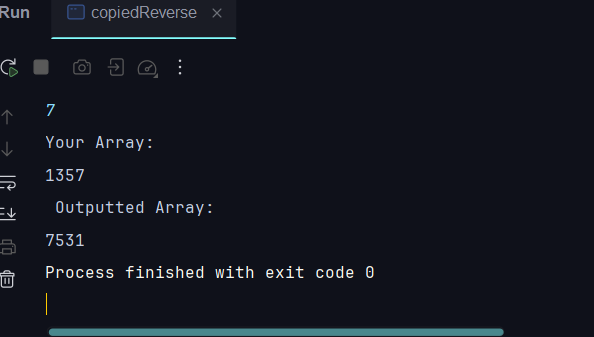 Run
copiedReverse
7
Your Array:
1357
Outputted Array:
7531
Process finished with exit code 0